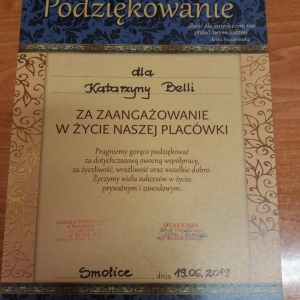 Podziękowanie
dla
Katarzyny Belli
ZA ZAANGAŻOWANIE
W ŻYCIE NASZEJ PLACÓWKI
Pragniemy gorąco podziękować
za dotychczasową owocną współpracę,
za życzliwość, wrażliwość oraz wszelkie dobro.
Życzymy wielu sukcesów w życiu
prywatnym i zawodowym.
Smolice, dnia 19.06.2019